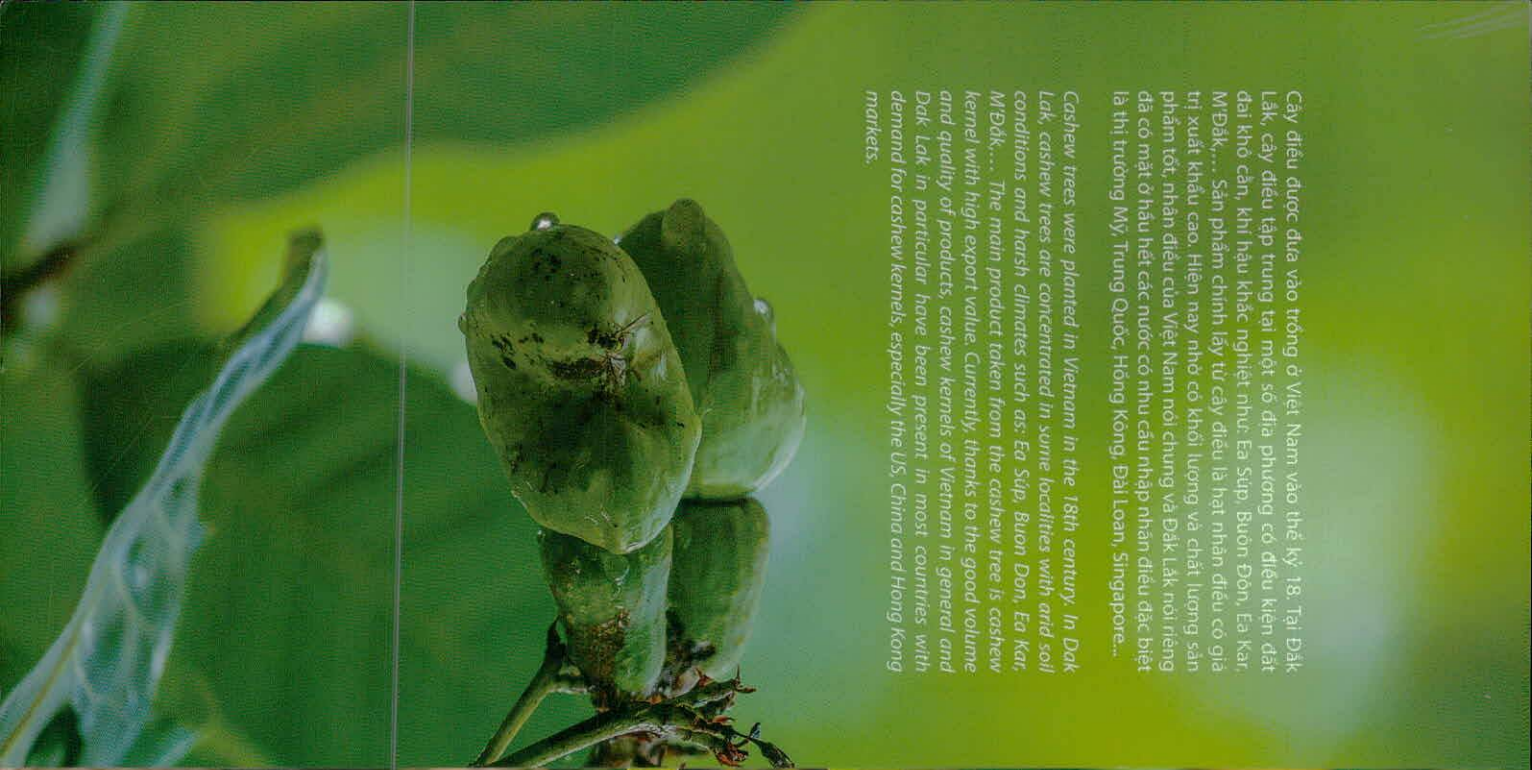 Cây điều được đưa vào trồng ở Việt Nam vào thế kỷ 18. Tại Đắk
Lắk, cây điều tập trung tại một số địa phương có điều kiện đất
đai khô cằn, khí hậu khắc nghiệt như: Ea Súp, Buôn Đôn, Ea Kar,
M'Đắk,... Sản phẩm chính lấy từ cây điều là hạt nhân điều có giá
trị xuất khẩu cao. Hiện nay nhờ có khối lượng và chất lượng sản
phẩm tốt, nhân điều của Việt Nam nói chung và Đắk Lắk nói riêng
đã có mặt ở hầu hết các nước có nhu cầu nhập nhân điều đặc biệt
là thị trường Mỹ, Trung Quốc, Hồng Kông, Đài Loan, Singapore...
Cashew trees were planted in Vietnam in the 18th century. In Dak
Lak, cashew trees are concentrated in some localities with arid soil
conditions and harsh climates such as: Ea Súp, Buon Don, Ea Kar,
M'Đắk,... The main product taken from the cashew tree is cashew
kernel with high export value. Currently, thanks to the good volume
and quality of products, cashew kernels of Vietnam in general and
Dak Lak in particular have been present in most countries with
demand for cashew kernels, especially the US, China and Hong Kong
markets.